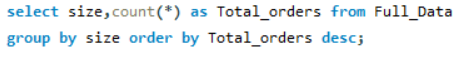 select size,count(*) as Total_orders from Full_Data
group by size order by Total_orders desc;